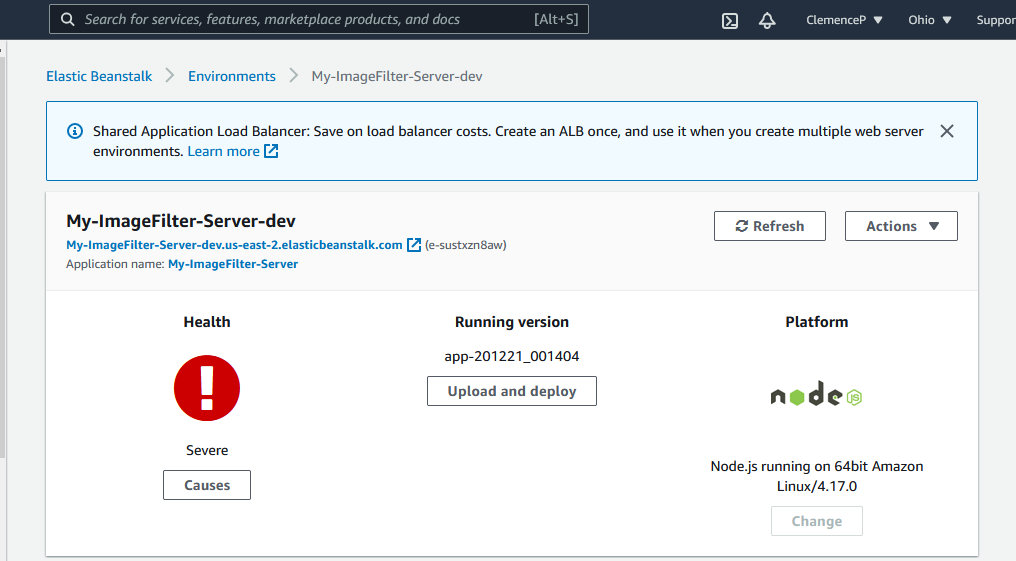 Search for services, features, marketplace products, and docs [Alt+S] ClemenceP Ohio Suppor
Elastic Beanstalk Environments My-ImageFilter-Server-dev
Shared Application Load Balancer: Save on load balancer costs. Create an ALB once, and use it when you create multiple web server
environments. Learn more
My-ImageFilter-Server-dev
Refresh Actions
My-ImageFilter-Server-dev.us-east-2.elasticbeanstalk.com (e-sustxzn8aw)
Application name: My-ImageFilter-Server
Health
Severe
Causes
Running version
app-201221_001404
Upload and deploy
Platform
node JS
Node.js running on 64bit Amazon
Linux/4.17.0
Change